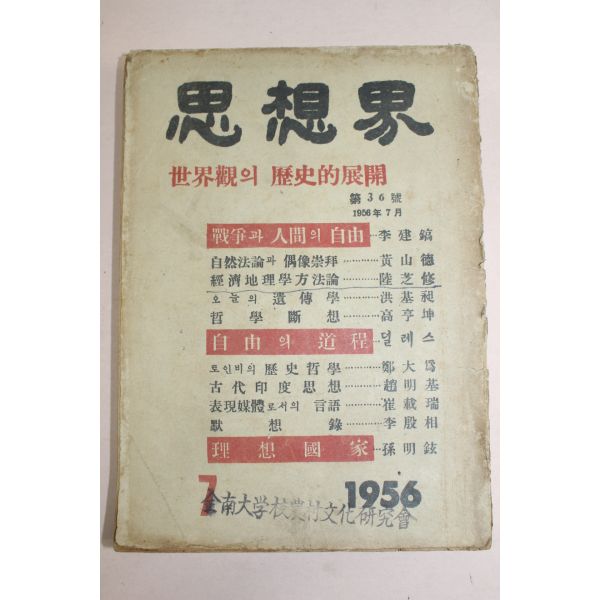 思想界
世界觀의 歷史的展開
第36號
1956年7月
戰爭과 人間의 自由…李建鎬
自然法論과 偶像崇拜…………黃山德
經濟地理學方法論…………陸芝修
오늘의 遺傳學…………洪基昶
哲學斷想…………高亨坤
自由의 道程…덜레스
토인비의 歷史哲學…………鄭大爲
古代印度思想…………趙明基
表現媒體로서의 言語…………崔載瑞
默想錄…………李殷相
理想國家…孫明鉉
7 1956
全南大学校農村文化研究會